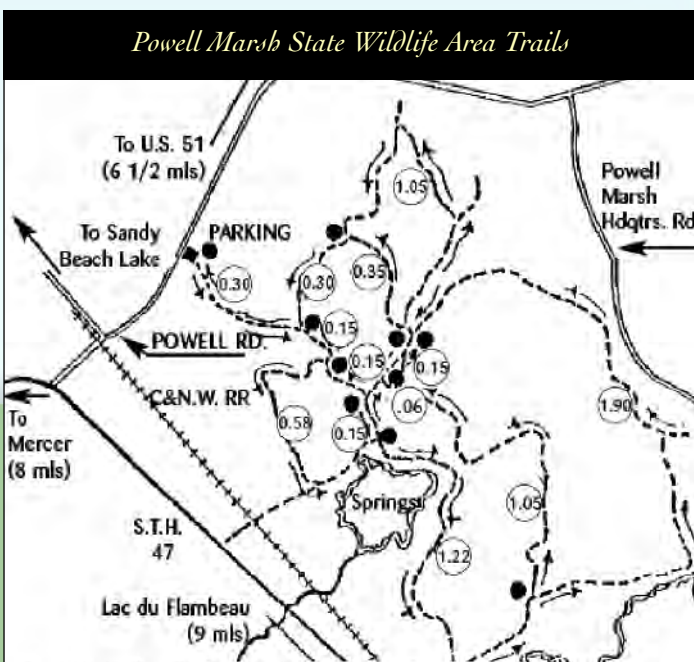 Powell Marsh State Wildlife Area Trails
To U.S. 51
(6 1/2 mls)
1.05
Powell
Marsh
Hdqtrs. Rd
To Sandy
Beach Lake
PARKING
0.30
0.30
0.35
0.15
POWELL RD.
0.15
0.15
C&N.W. RR
.06
1.90
To
Mercer
(8 mls)
0.58
0.15
Springs
1.05
S.T.H.
47
1.22
Lac du Flambeau
(9 mls)